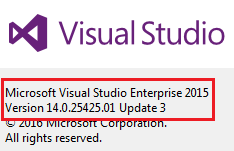 Visual Studio
Microsoft Visual Studio Enterprise 2015
Version 14.0.25425.01 Update 3
© 2016 Microsoft Corporation.
All rights reserved.